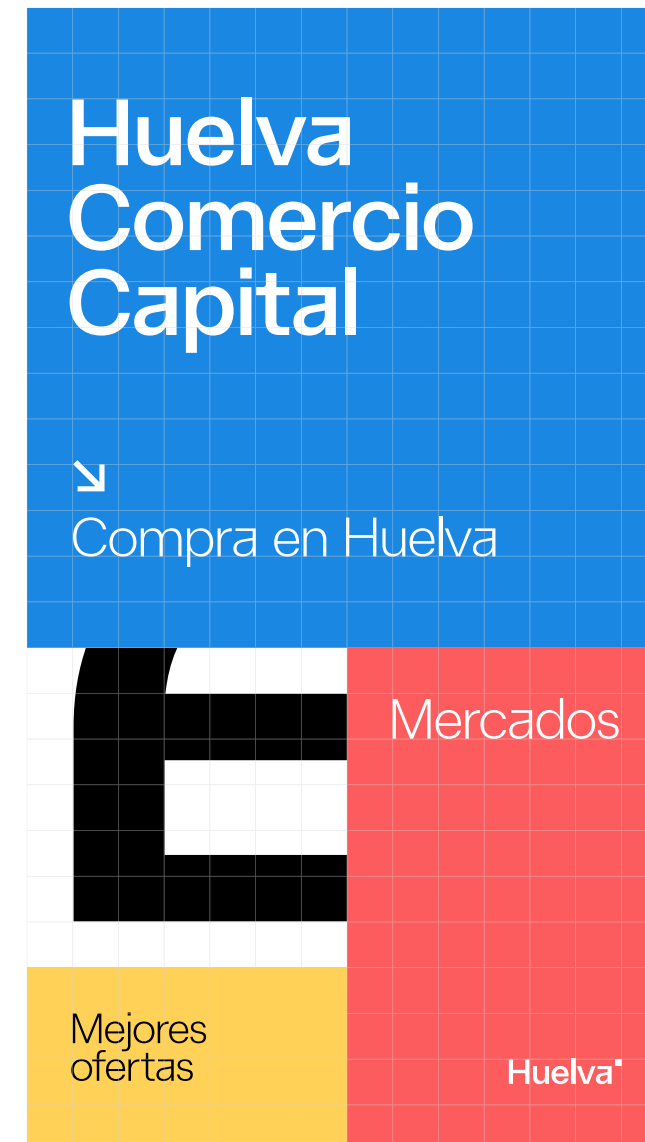 Huelva
Comercio
Capital
Compra en Huelva
Mercados
Mejores
ofertas
Huelva